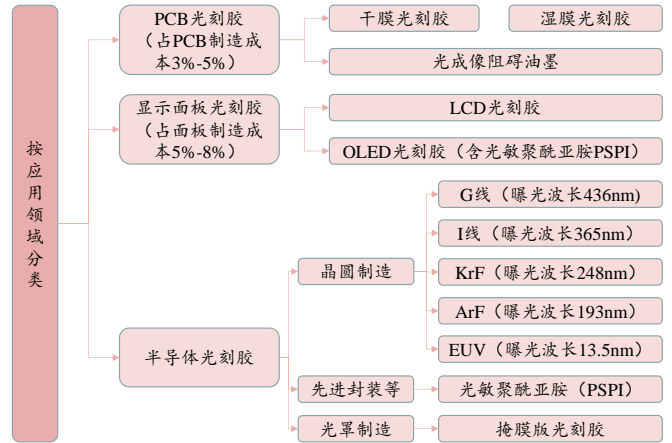 按应用领域分类
PCB光刻胶
（占PCB制造成
本3%-5%）
干膜光刻胶
湿膜光刻胶
光成像阻碍油墨
显示面板光刻胶
（占面板制造成
本5%-8%）
LCD光刻胶
OLED光刻胶（含光敏聚酰亚胺PSPI）
半导体光刻胶
晶圆制造
G线（曝光波长436nm)
I线（曝光波长365nm）
KrF（曝光波长248nm）
ArF（曝光波长193nm）
EUV（曝光波长13.5nm）
先进封装等
光敏聚酰亚胺（PSPI）
光罩制造
掩膜版光刻胶